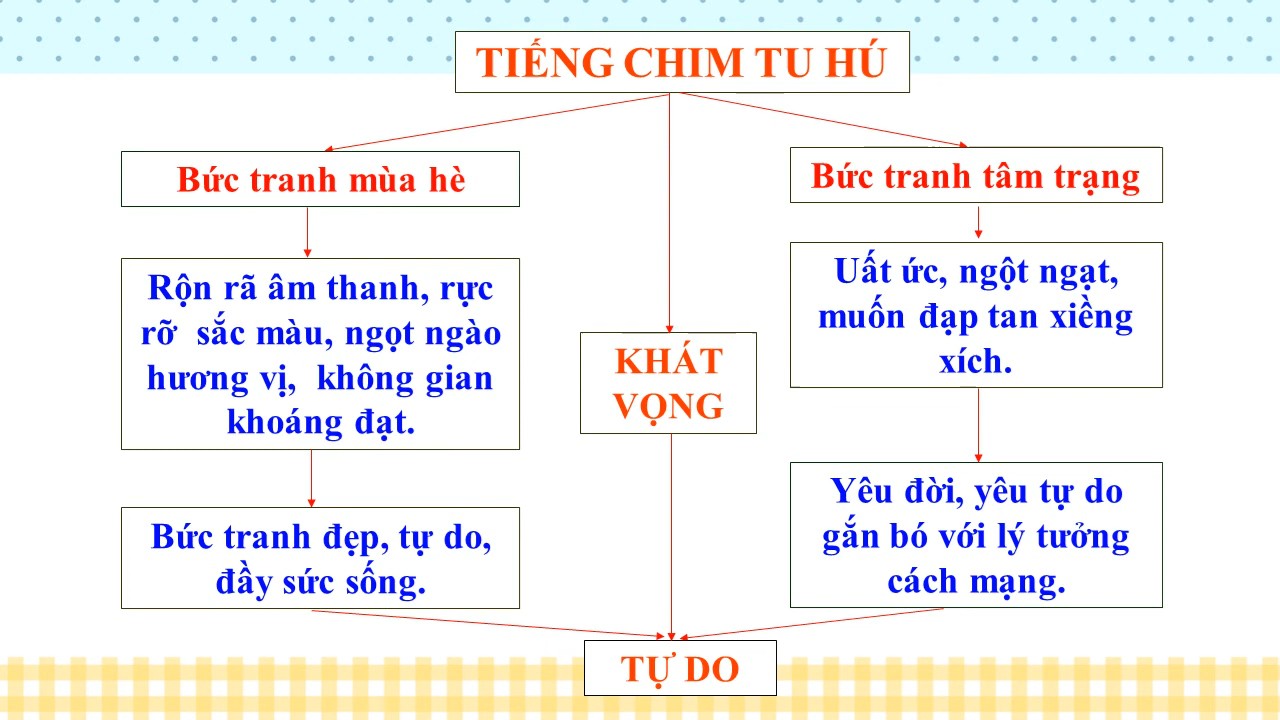 TIẾNG CHIM TU HÚ
Bức tranh mùa hè
Rộn rã âm thanh, rực
rỡ sắc màu, ngọt ngào
hương vị, không gian
khoáng đạt.
Bức tranh đẹp, tự do,
đầy sức sống.
KHÁT
VỌNG
Bức tranh tâm trạng
Uất ức, ngột ngạt,
muốn đạp tan xiềng
xích.
Yêu đời, yêu tự do
gắn bó với lý tưởng
cách mạng.
TỰ DO